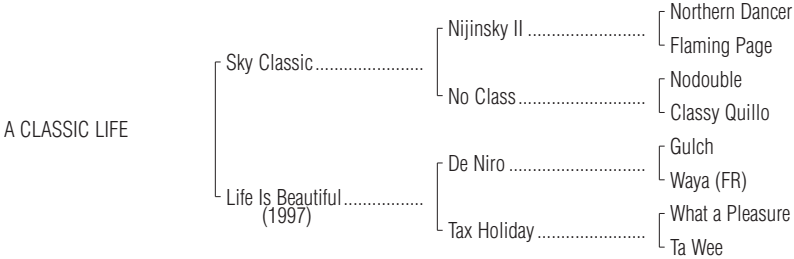 Northern Dancer
Nijinsky II ........................
Flaming Page
Sky Classic.......................
Nodouble
No Class...........................
Classy Quillo
A CLASSIC LIFE
Gulch
De Niro .............................
Waya (FR)
Life Is Beautiful.................
(1997)
What a Pleasure
Tax Holiday.......................
Ta Wee